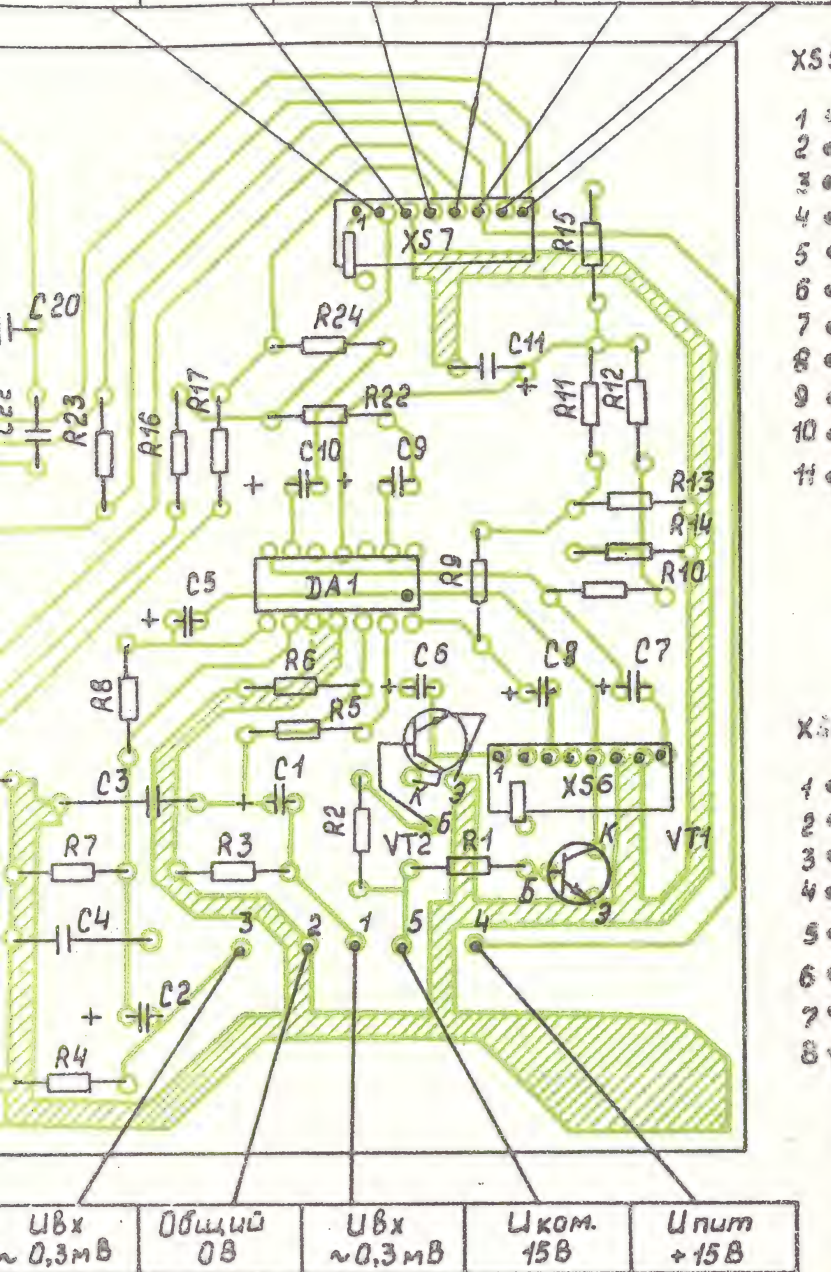 XS5
1
2
3
4
5
6
7
8
9
10
11
1
XS7
R15
C20
R24
C11
R17
R16
R23
C22
R22
R11
R12
C10
C9
+
+
+
R13
R14
R10
R9
DA1
C5
+
R8
R6
C6
+
C8
+
C7
+
R5
C3
C1
+
К
Э
Б
1
XS6
R2
VT2
R1
К
VT1
Б
Э
R7
R3
C4
3
2
1
5
4
C2
+
R4
1
2
3
4
5
6
7
8
Uвх
~ 0,3мВ
Общий
0В
Uвх
~0,3мВ
Uком.
15В
Uпит
+15В